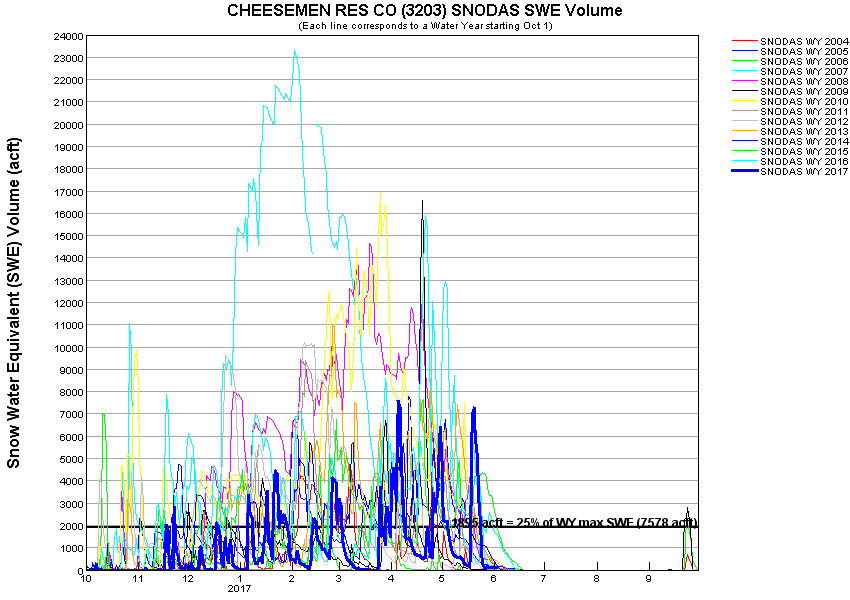 CHEESEMEN RES CO (3203) SNODAS SWE Volume
(Each line corresponds to a Water Year starting Oct 1)
Snow Water Equivalent (SWE) Volume (acft)
24000
23000
22000
21000
20000
19000
18000
17000
16000
15000
14000
13000
12000
11000
10000
9000
8000
7000
6000
5000
4000
3000
2000
1000
0
1895 acft = 25% of WY max SWE (7578 acft)
10 11 12 1 2 3 4 5 6 7 8 9
2017
SNODAS WY 2004
SNODAS WY 2005
SNODAS WY 2006
SNODAS WY 2007
SNODAS WY 2008
SNODAS WY 2009
SNODAS WY 2010
SNODAS WY 2011
SNODAS WY 2012
SNODAS WY 2013
SNODAS WY 2014
SNODAS WY 2015
SNODAS WY 2016
SNODAS WY 2017